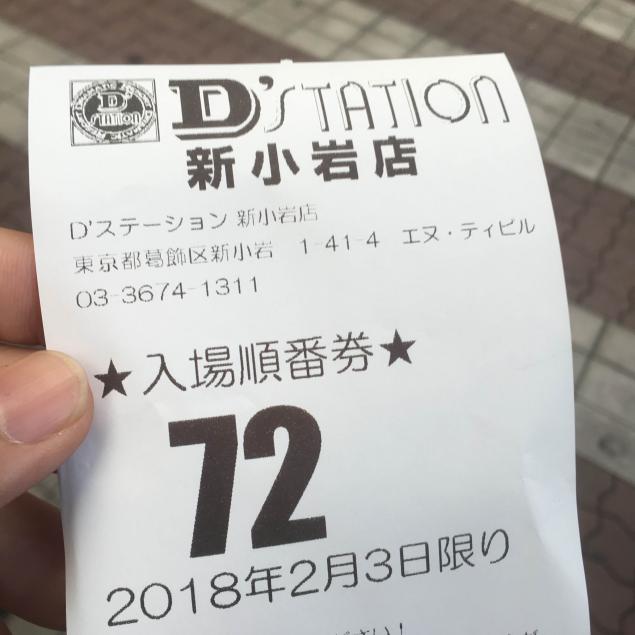 D'STATION
新小岩店
D'ステーション 新小岩店
東京都葛飾区新小岩 1-41-4 エヌ・ティビル
03-3674-1311
★入場順番券★
72
2018年2月3日限り